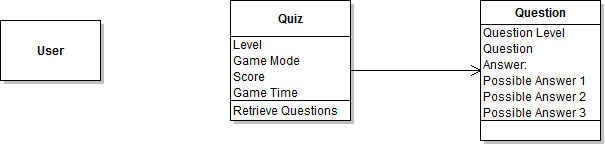 User
Quiz
Level
Game Mode
Score
Game Time
Retrieve Questions
Question
Question Level
Question
Answer:
Possible Answer 1
Possible Answer 2
Possible Answer 3